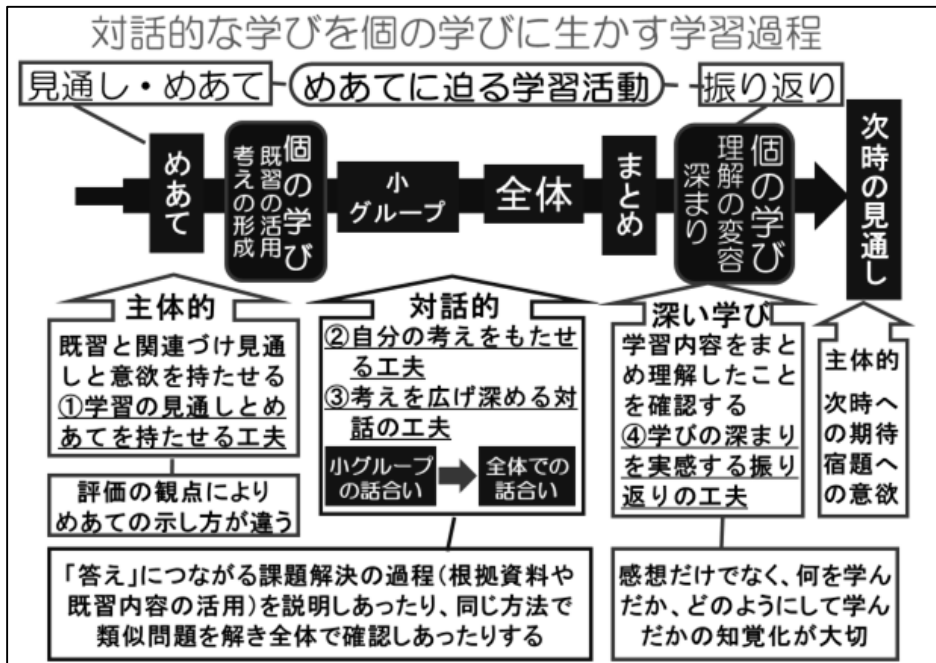 対話的な学びを個の学びに生かす学習過程
見通し・めあて
めあてに迫る学習活動
振り返り
めあて
個の学び
既習の活用
考えの形成
小
グループ
全体
まとめ
個の学び
理解の変容
深まり
次時の見通し
主体的
既習と関連づけ見通
しと意欲を持たせる
①学習の見通しとめ
あてを持たせる工夫
評価の観点により
めあての示し方が違う
対話的
②自分の考えをもたせ
る工夫
③考えを広げ深める対
話の工夫
小グループ
の話合い
全体での
話合い
「答え」につながる課題解決の過程(根拠資料や
既習内容の活用)を説明しあったり、同じ方法で
類似問題を解き全体で確認しあったりする
深い学び
学習内容をまと
め理解したこと
を確認する
④学びの深まり
を実感する振り
返りの工夫
感想だけでなく、何を学ん
だか、どのようにして学ん
だかの知覚化が大切
主体的
次時へ
の期待
宿題へ
の意欲